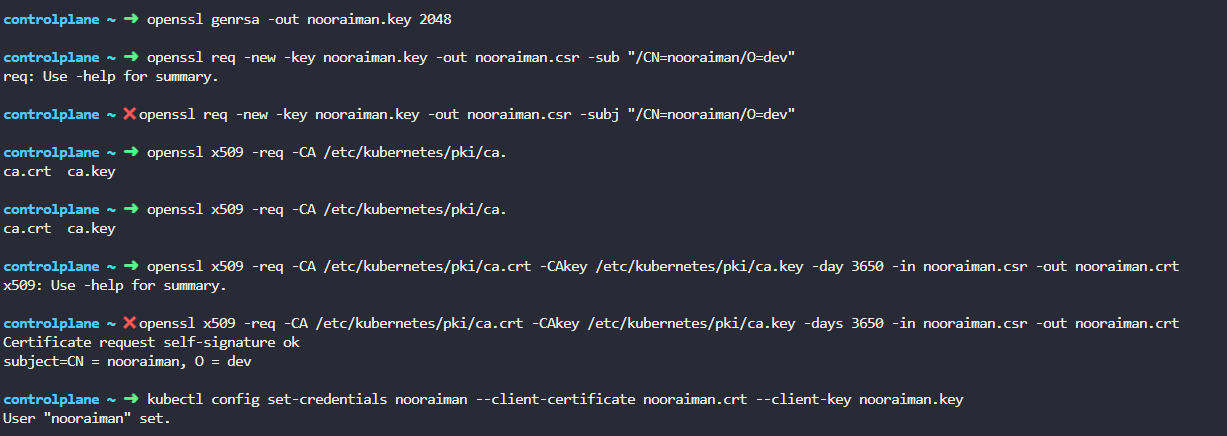 controlplane ~ ➜ openssl genrsa -out nooraiman.key 2048
controlplane ~ ➜ openssl req -new -key nooraiman.key -out nooraiman.csr -sub "/CN=nooraiman/O=dev"
req: Use -help for summary.
controlplane ~ ✖openssl req -new -key nooraiman.key -out nooraiman.csr -subj "/CN=nooraiman/O=dev"
controlplane ~ ➜ openssl x509 -req -CA /etc/kubernetes/pki/ca.
ca.crt  ca.key
controlplane ~ ➜ openssl x509 -req -CA /etc/kubernetes/pki/ca.
ca.crt  ca.key
controlplane ~ ➜ openssl x509 -req -CA /etc/kubernetes/pki/ca.crt -CAkey /etc/kubernetes/pki/ca.key -day 3650 -in nooraiman.csr -out nooraiman.crt
x509: Use -help for summary.
controlplane ~ ✖openssl x509 -req -CA /etc/kubernetes/pki/ca.crt -CAkey /etc/kubernetes/pki/ca.key -days 3650 -in nooraiman.csr -out nooraiman.crt
Certificate request self-signature ok
subject=CN = nooraiman, O = dev
controlplane ~ ➜ kubectl config set-credentials nooraiman --client-certificate nooraiman.crt --client-key nooraiman.key
User "nooraiman" set.